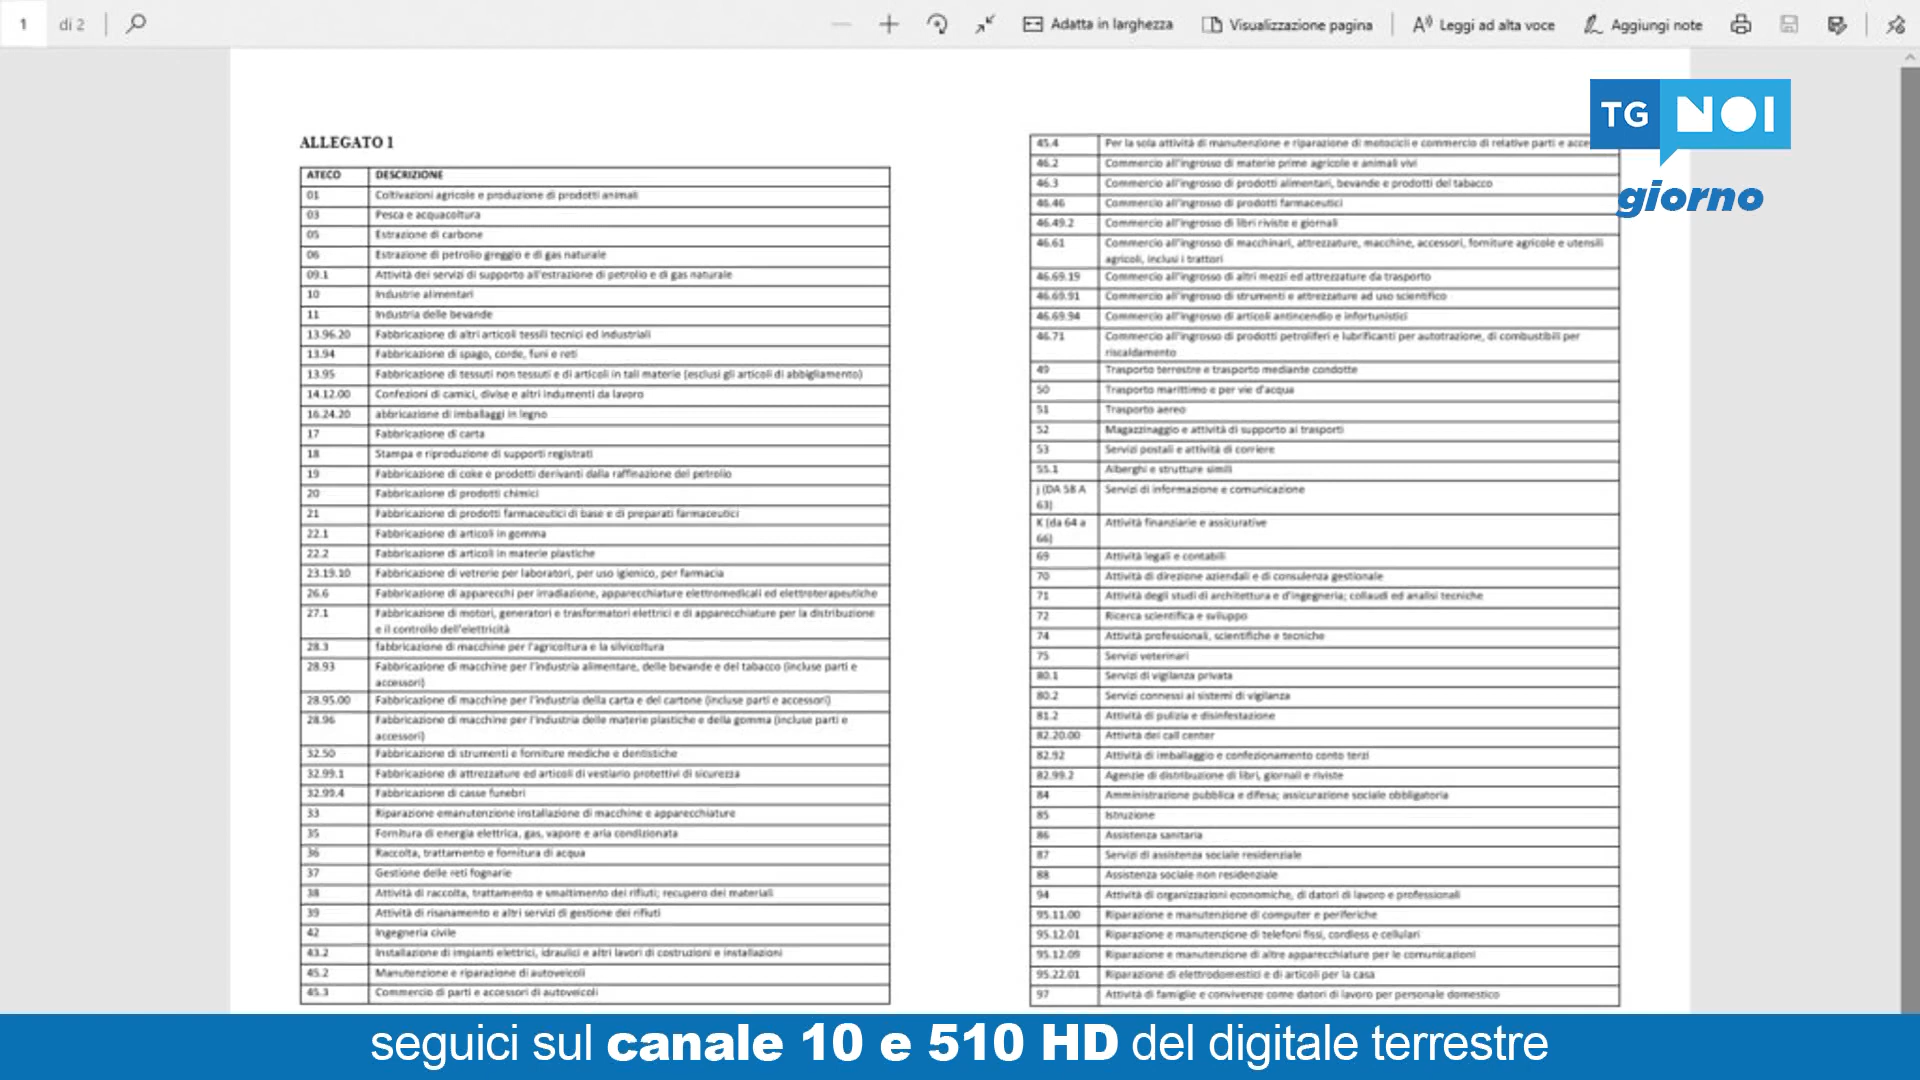 1 di 2 Adatta in larghezza Visualizzazione pagina Leggi ad alta voce Aggiungi note
TG NOI
giorno
ALLEGATO 1
ATECO DESCRIZIONE
01 Coltivazioni agricole e produzione di prodotti animali
03 Pesca e acquacoltura
05 Estrazione di carbone
06 Estrazione di petrolio greggio e di gas naturale
09.1 Attività dei servizi di supporto all'estrazione di petrolio e di gas naturale
10 Industrie alimentari
11 Industria delle bevande
13.96.20 Fabbricazione di altri articoli tessili tecnici ed industriali
13.94 Fabbricazione di spago, corde, funi e reti
13.95 Fabbricazione di tessuti non tessuti e di articoli in tali materie (esclusi gli articoli di abbigliamento)
14.12.00 Confezioni di camici, divise e altri indumenti da lavoro
16.24.20 abbricazione di imballaggi in legno
17 Fabbricazione di carta
18 Stampa e riproduzione di supporti registrati
19 Fabbricazione di coke e prodotti derivanti dalla raffinazione del petrolio
20 Fabbricazione di prodotti chimici
21 Fabbricazione di prodotti farmaceutici di base e di preparati farmaceutici
22.1 Fabbricazione di articoli in gomma
22.2 Fabbricazione di articoli in materie plastiche
23.19.10 Fabbricazione di vetrerie per laboratori, per uso igienico, per farmacia
26.6 Fabbricazione di apparecchi per irradiazione, apparecchiature elettromedicali ed elettroterapeutiche
27.1 Fabbricazione di motori, generatori e trasformatori elettrici e di apparecchiature per la distribuzione
e il controllo dell'elettricità
28.3 fabbricazione di macchine per l'agricoltura e la silvicoltura
28.93 Fabbricazione di macchine per l'industria alimentare, delle bevande e del tabacco (incluse parti e
accessori)
28.95.00 Fabbricazione di macchine per l'industria della carta e del cartone (incluse parti e accessori)
28.96 Fabbricazione di macchine per l'industria delle materie plastiche e della gomma (incluse parti e
accessori)
32.50 Fabbricazione di strumenti e forniture mediche e dentistiche
32.99.1 Fabbricazione di attrezzature ed articoli di vestiario protettivi di sicurezza
32.99.4 Fabbricazione di casse funebri
33 Riparazione emanutenzione installazione di macchine e apparecchiature
35 Fornitura di energia elettrica, gas, vapore e aria condizionata
36 Raccolta, trattamento e fornitura di acqua
37 Gestione delle reti fognarie
38 Attività di raccolta, trattamento e smaltimento dei rifiuti; recupero dei materiali
39 Attività di risanamento e altri servizi di gestione dei rifiuti
42 Ingegneria civile
43.2 Installazione di impianti elettrici, idraulici e altri lavori di costruzioni e installazioni
45.2 Manutenzione e riparazione di autoveicoli
45.3 Commercio di parti e accessori di autoveicoli
45.4 Per la sola attività di manutenzione e riparazione di motocicli e commercio di relative parti e acce
46.2 Commercio all'ingrosso di materie prime agricole e animali vivi
46.3 Commercio all'ingrosso di prodotti alimentari, bevande e prodotti del tabacco
46.46 Commercio all'ingrosso di prodotti farmaceutici
46.49.2 Commercio all'ingrosso di libri riviste e giornali
46.61 Commercio all'ingrosso di macchinari, attrezzature, macchine, accessori, forniture agricole e utensili
agricoli, inclusi i trattori
46.69.19 Commercio all'ingrosso di altri mezzi ed attrezzature da trasporto
46.69.91 Commercio all'ingrosso di strumenti e attrezzature ad uso scientifico
46.69.94 Commercio all'ingrosso di articoli antincendio e infortunistici
46.71 Commercio all'ingrosso di prodotti petroliferi e lubrificanti per autotrazione, di combustibili per
riscaldamento
49 Trasporto terrestre e trasporto mediante condotte
50 Trasporto marittimo e per vie d'acqua
51 Trasporto aereo
52 Magazzinaggio e attività di supporto ai trasporti
53 Servizi postali e attività di corriere
55.1 Alberghi e strutture simili
j (DA 58 A Servizi di informazione e comunicazione
63)
K (da 64 a Attività finanziarie e assicurative
66)
69 Attività legali e contabili
70 Attività di direzione aziendali e di consulenza gestionale
71 Attività degli studi di architettura e d'ingegneria; collaudi ed analisi tecniche
72 Ricerca scientifica e sviluppo
74 Attività professionali, scientifiche e tecniche
75 Servizi veterinari
80.1 Servizi di vigilanza privata
80.2 Servizi connessi ai sistemi di vigilanza
81.2 Attività di pulizia e disinfestazione
82.20.00 Attività dei call center
82.92 Attività di imballaggio e confezionamento conto terzi
82.99.2 Agenzie di distribuzione di libri, giornali e riviste
84 Amministrazione pubblica e difesa; assicurazione sociale obbligatoria
85 Istruzione
86 Assistenza sanitaria
87 Servizi di assistenza sociale residenziale
88 Assistenza sociale non residenziale
94 Attività di organizzazioni economiche, di datori di lavoro e professionali
95.11.00 Riparazione e manutenzione di computer e periferiche
95.12.01 Riparazione e manutenzione di telefoni fissi, cordless e cellulari
95.12.09 Riparazione e manutenzione di altre apparecchiature per le comunicazioni
95.22.01 Riparazione di elettrodomestici e di articoli per la casa
97 Attività di famiglie e convivenze come datori di lavoro per personale domestico
seguici sul canale 10 e 510 HD del digitale terrestre